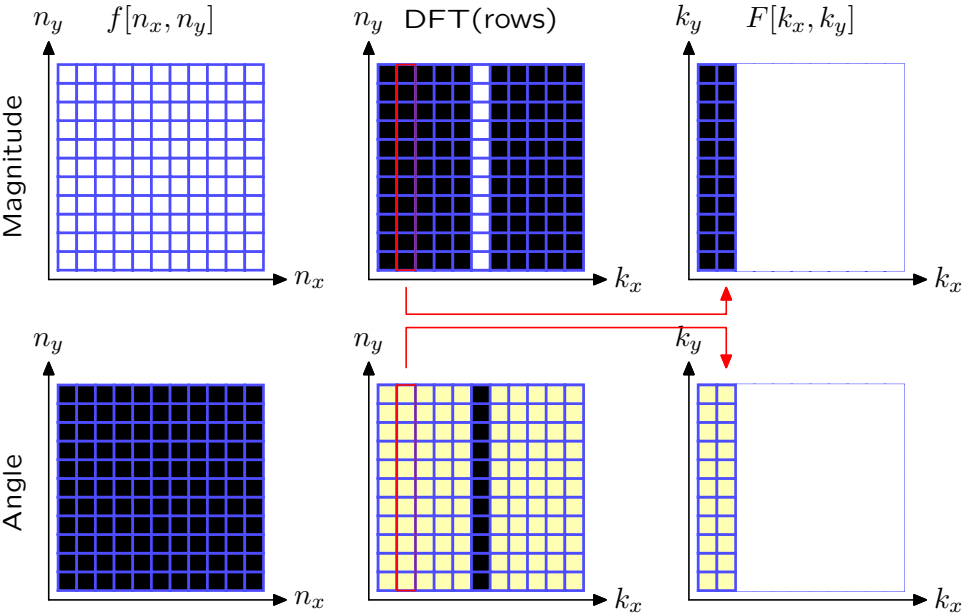 n_y f[n_x, n_y] n_y DFT(rows) k_y F[k_x, k_y]
Magnitude
n_x k_x k_x
n_y n_y k_y
Angle
n_x k_x k_x